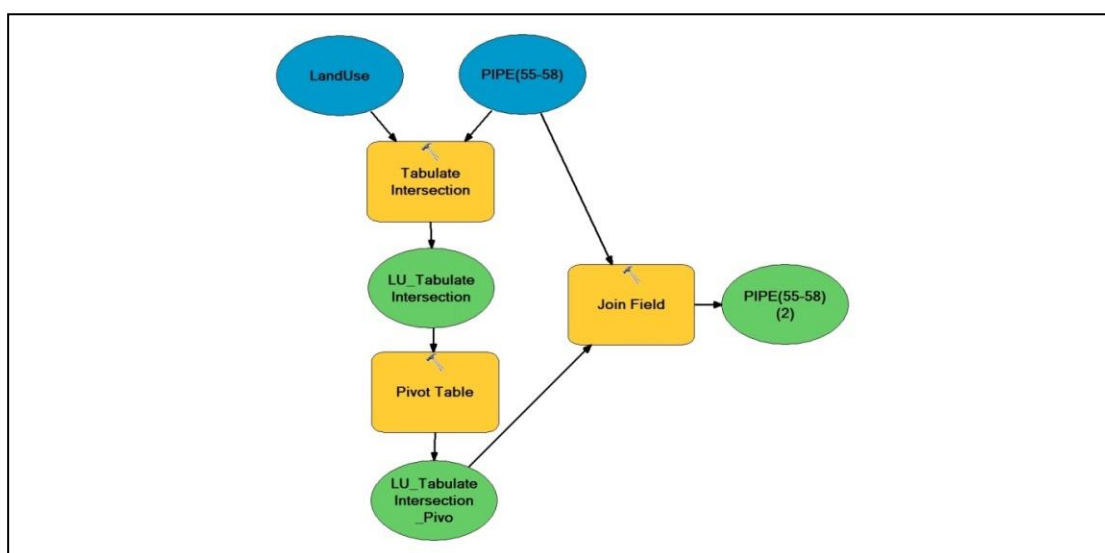 LandUse
PIPE(55-58)
Tabulate
Intersection
LU_Tabulate
Intersection
Join Field
PIPE(55-58)
(2)
Pivot Table
LU_Tabulate
Intersection
_Pivo